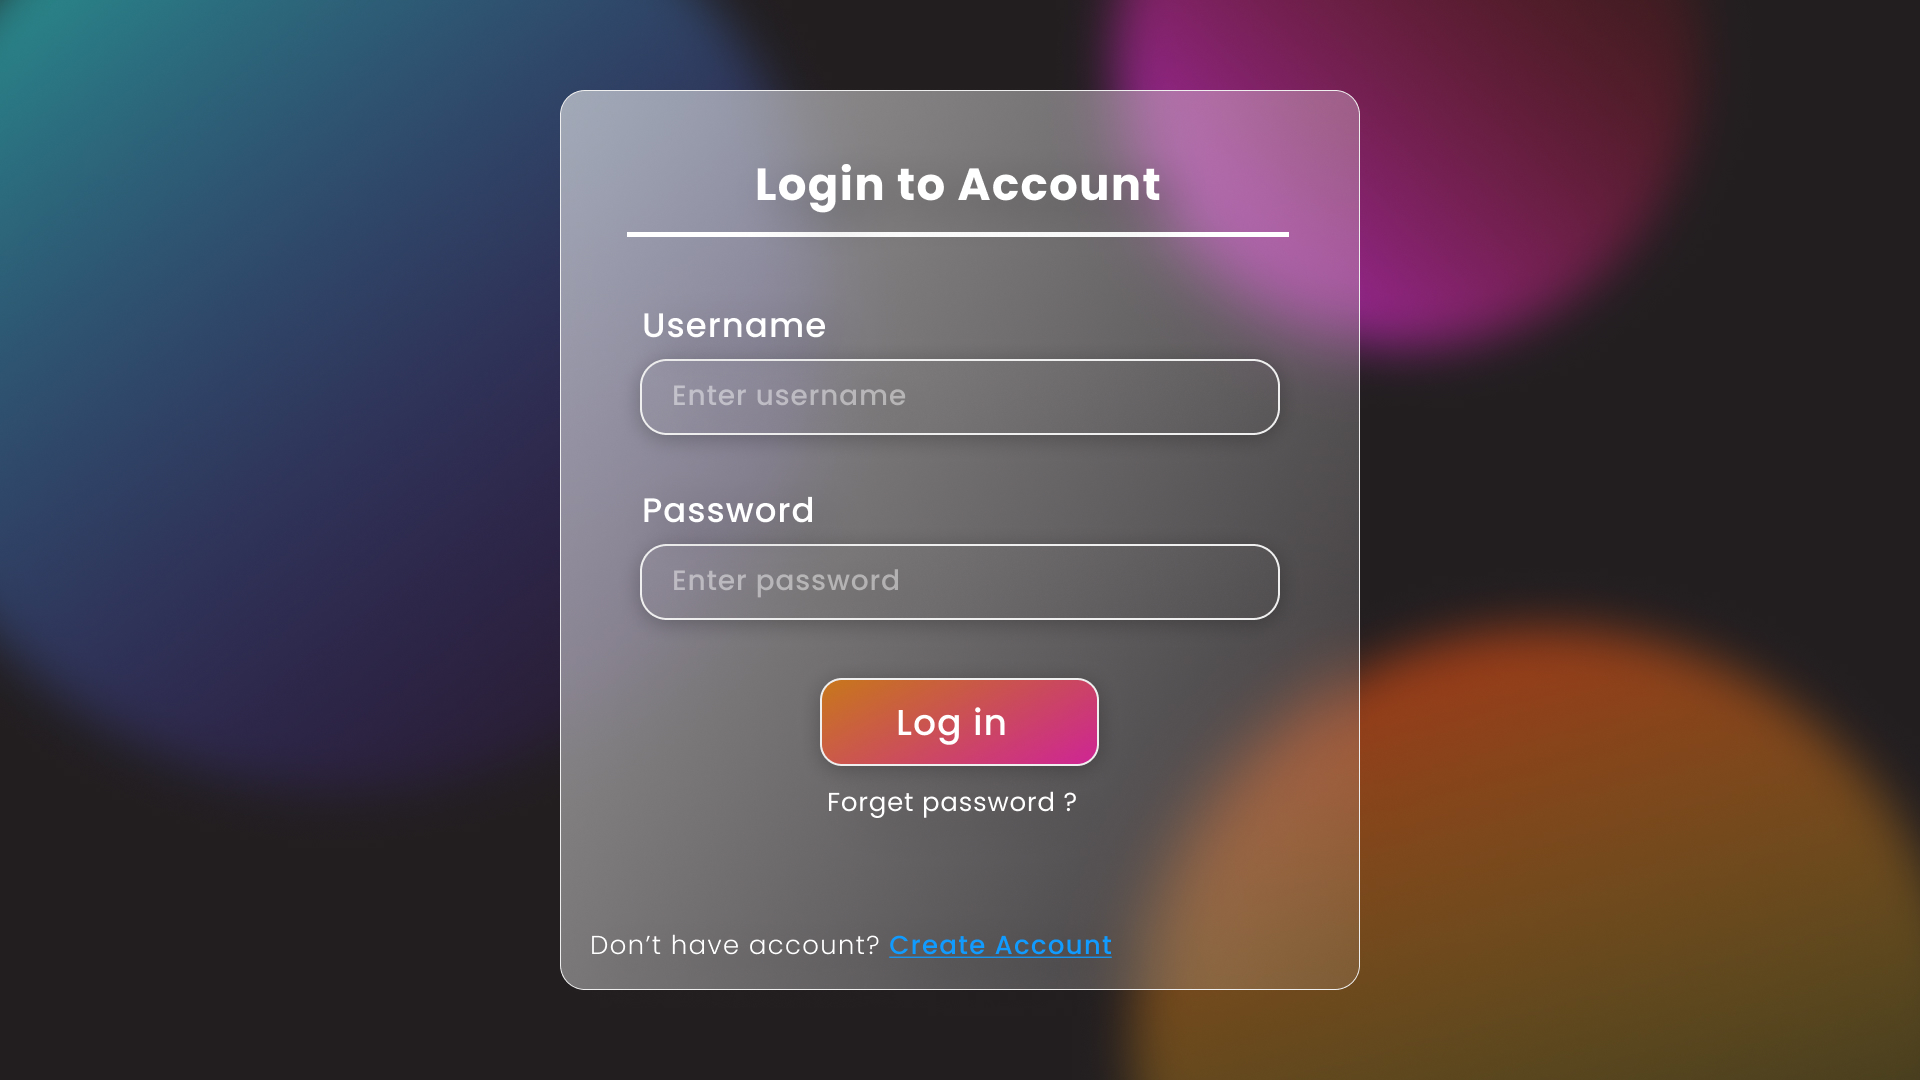 Login to Account
Username
Enter username
Password
Enter password
Log in
Forget password ?
Don’t have account? Create Account